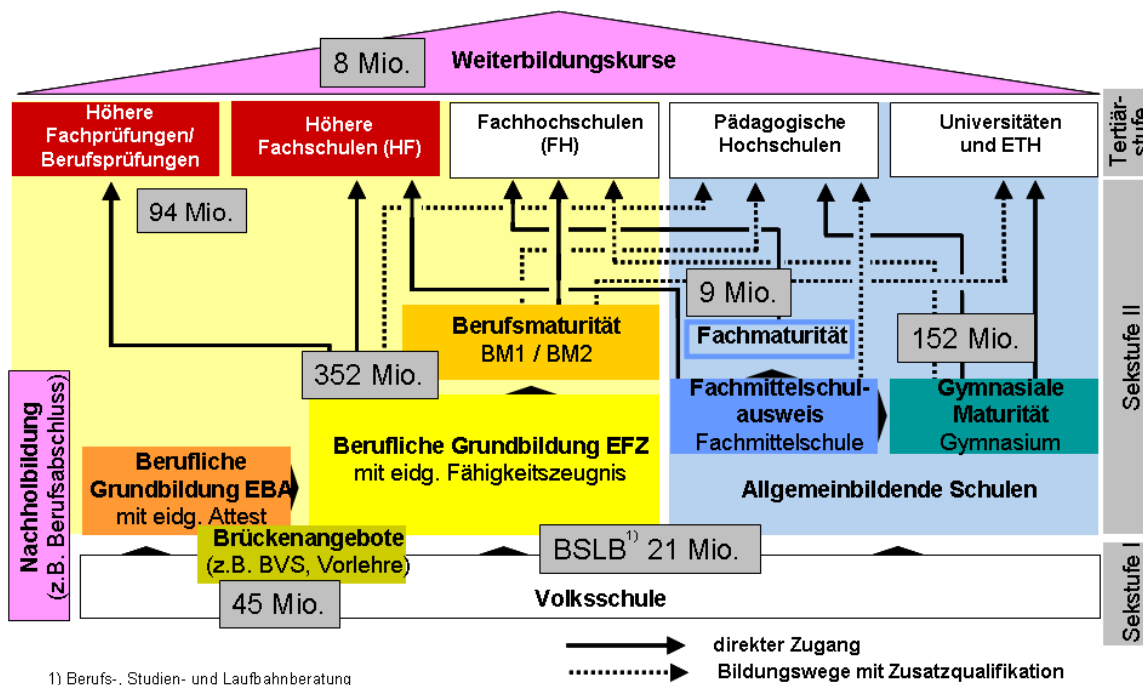 8 Mio.
Weiterbildungskurse
Höhere
Fachprüfungen/
Berufsprüfungen
Höhere
Fachschulen (HF)
Fachhochschulen
(FH)
Pädagogische
Hochschulen
Universitäten
und ETH
Tertiär-
stufe
94 Mio.
9 Mio.
Berufsmaturität
BM1 / BM2
Fachmaturität
152 Mio.
Sekstufe II
352 Mio.
Nachholbildung
(z.B. Berufsabschluss)
Berufliche
Grundbildung EBA
mit eidg. Attest
Berufliche Grundbildung EFZ
mit eidg. Fähigkeitszeugnis
Fachmittelschul-
ausweis
Fachmittelschule
Gymnasiale
Maturität
Gymnasium
Allgemeinbildende Schulen
Brückenangebote
(z.B. BVS, Vorlehre)
BSLB1) 21 Mio.
45 Mio.
Volksschule
Sekstufe I
direkter Zugang
Bildungswege mit Zusatzqualifikation
1) Berufs-, Studien- und Laufbahnberatung